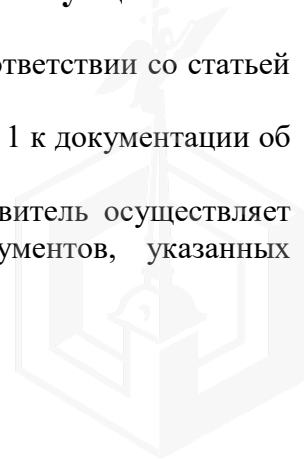 ответствии со статьей
1 к документации об
витель осуществляет
ументов, указанных